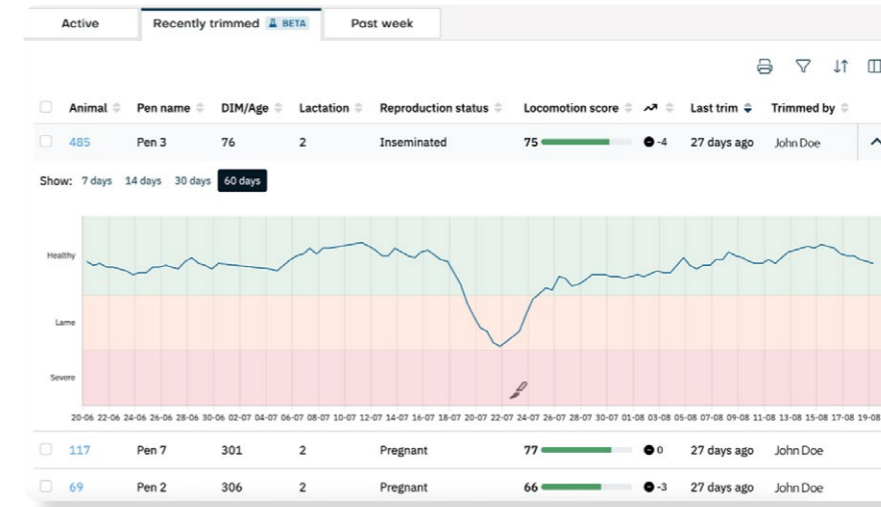 Active Recently trimmed BETA Past week
Animal Pen name DIM/Age Lactation Reproduction status Locomotion score Last trim Trimmed by
485 Pen 3 76 2 Inseminated 75 -4 27 days ago John Doe
Show: 7 days 14 days 30 days 60 days
Healthy
Lame
Severe
20-06 22-06 24-06 26-06 28-06 30-06 02-07 04-07 06-07 08-07 10-07 12-07 14-07 16-07 18-07 20-07 22-07 24-07 26-07 28-07 30-07 01-08 03-08 05-08 07-08 09-08 11-08 13-08 15-08 17-08 19-08
117 Pen 7 301 2 Pregnant 77 0 27 days ago John Doe
69 Pen 2 306 2 Pregnant 66 -3 27 days ago John Doe